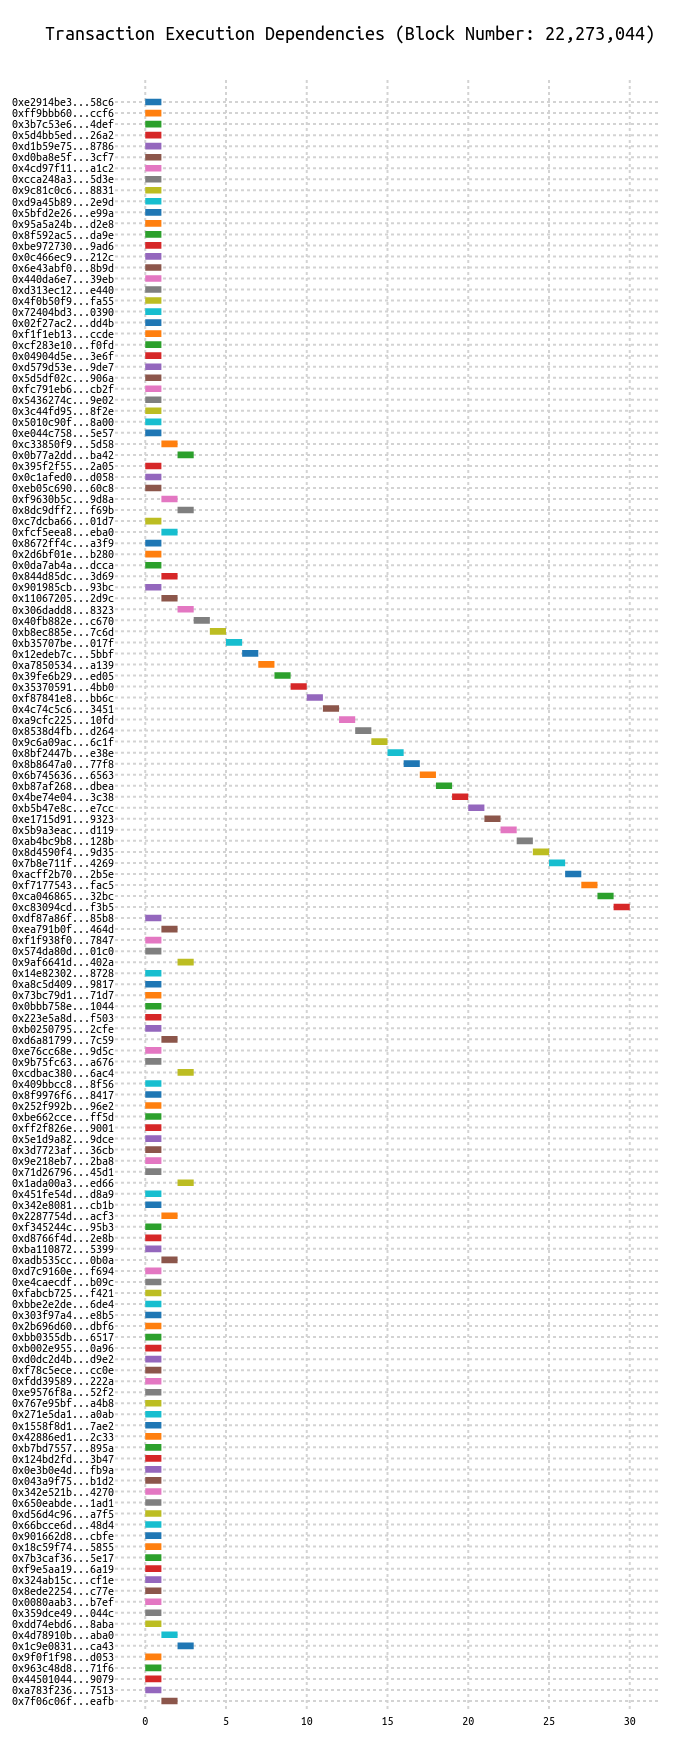 Transaction Execution Dependencies (Block Number: 22,273,044)
0xe2914be3...58c6
0xff9bbb60...ccf6
0x3b7c53e6...4def
0x5d4bb5ed...26a2
0xd1b59e75...8786
0xd0ba8e5f...3cf7
0x4cd97f11...a1c2
0xcca248a3...5d3e
0x9c81c0c6...8831
0xd9a45b89...2e9d
0x5bfd2e26...e99a
0x95a5a24b...d2e8
0x8f592ac5...da9e
0xbe972730...9ad6
0x0c466ec9...212c
0x6e43abf0...8b9d
0x440da6e7...39eb
0xd313ec12...e440
0x4f0b50f9...fa55
0x72404bd3...0390
0x02f27ac2...dd4b
0xf1f1eb13...ccde
0xcf283e10...f0fd
0x04904d5e...3e6f
0xd579d53e...9de7
0x5d5df02c...906a
0xfc791eb6...cb2f
0x5436274c...9e02
0x3c44fd95...8f2e
0x5010c90f...8a00
0xe044c758...5e57
0xc33850f9...5d58
0x0b77a2dd...ba42
0x395f2f55...2a05
0x0c1afed0...d058
0xeb05c690...60c8
0xf9630b5c...9d8a
0x8dc9dff2...f69b
0xc7dcba66...01d7
0xfcf5eea8...eba0
0x8672ff4c...a3f9
0x2d6bf01e...b280
0x0da7ab4a...dcca
0x844d85dc...3d69
0x901985cb...93bc
0x11067205...2d9c
0x306dadd8...8323
0x40fb882e...c670
0xb8ec885e...7c6d
0xb35707be...017f
0x12edeb7c...5bbf
0xa7850534...a139
0x39fe6b29...ed05
0x35370591...4bb0
0xf87841e8...bb6c
0x4c74c5c6...3451
0xa9cfc225...10fd
0x8538d4fb...d264
0x9c6a09ac...6c1f
0x8bf2447b...e38e
0x8b8647a0...77f8
0x6b745636...6563
0xb87af268...dbea
0x4be74e04...3c38
0xb5b47e8c...e7cc
0xe1715d91...9323
0x5b9a3eac...d119
0xab4bc9b8...128b
0x8d4590f4...9d35
0x7b8e711f...4269
0xacff2b70...2b5e
0xf7177543...fac5
0xca046865...32bc
0xc83094cd...f3b5
0xdf87a86f...85b8
0xea791b0f...464d
0xf1f938f0...7847
0x574da80d...01c0
0x9af6641d...402a
0x14e82302...8728
0xa8c5d409...9817
0x73bc79d1...71d7
0x0bbb758e...1044
0x223e5a8d...f503
0xb0250795...2cfe
0xd6a81799...7c59
0xe76cc68e...9d5c
0x9b75fc63...a676
0xcdbac380...6ac4
0x409bbcc8...8f56
0x8f9976f6...8417
0x252f992b...96e2
0xbe662cce...ff5d
0xff2f826e...9001
0x5e1d9a82...9dce
0x3d7723af...36cb
0x9e218eb7...2ba8
0x71d26796...45d1
0x1ada00a3...ed66
0x451fe54d...d8a9
0x342e8081...cb1b
0x2287754d...acf3
0xf345244c...95b3
0xd8766f4d...2e8b
0xba110872...5399
0xadb535cc...0b0a
0xd7c9160e...f694
0xe4caecdf...b09c
0xfabcb725...f421
0xbbe2e2de...6de4
0x303f97a4...e8b5
0x2b696d60...dbf6
0xbb0355db...6517
0xb002e955...0a96
0xd0dc2d4b...d9e2
0xf78c5ece...cc0e
0xfdd39589...222a
0xe9576f8a...52f2
0x767e95bf...a4b8
0x271e5da1...a0ab
0x1558f8d1...7ae2
0x42886ed1...2c33
0xb7bd7557...895a
0x124bd2fd...3b47
0x0e3b0e4d...fb9a
0x043a9f75...b1d2
0x342e521b...4270
0x650eabde...1ad1
0xd56d4c96...a7f5
0x66bcce6d...48d4
0x901662d8...cbfe
0x18c59f74...5855
0x7b3caf36...5e17
0xf9e5aa19...6a19
0x324ab15c...cf1e
0x8ede2254...c77e
0x0080aab3...b7ef
0x359dce49...044c
0xdd74ebd6...8aba
0x4d78910b...aba0
0x1c9e0831...ca43
0x9f0f1f98...d053
0x963c48d8...71f6
0x44501044...9079
0xa783f236...7513
0x7f06c06f...eafb
0 5 10 15 20 25 30